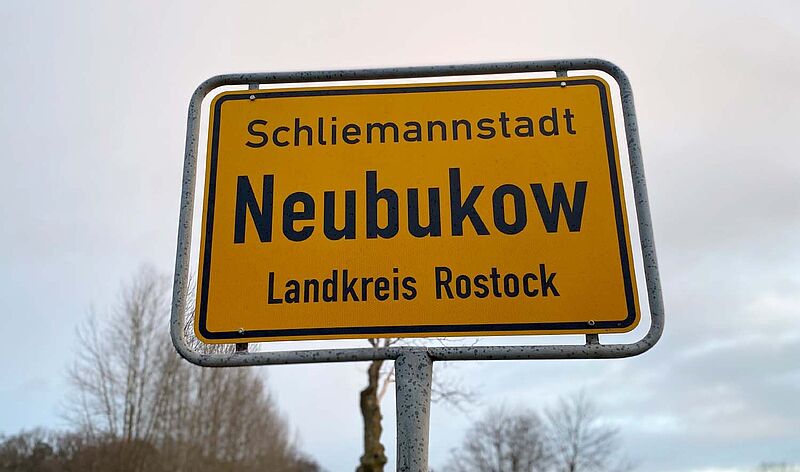 Schliemannstadt
Neubukow
Landkreis Rostock